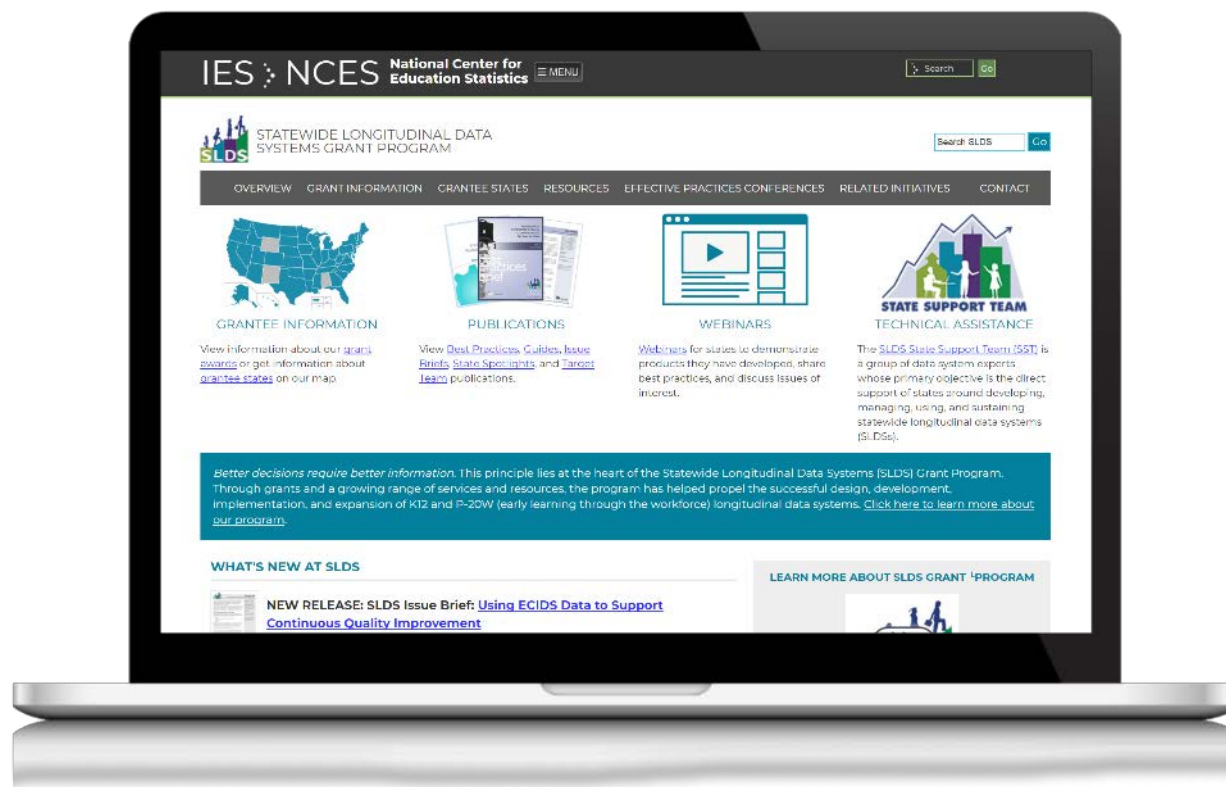 IES NCES National Center for
Education Statistics
MENU
Search Go
SLDS
STATEWIDE LONGITUDINAL DATA
SYSTEMS GRANT PROGRAM
Search SLDS Go
OVERVIEW GRANT INFORMATION GRANTEE STATES RESOURCES EFFECTIVE PRACTICES CONFERENCES RELATED INITIATIVES CONTACT
GRANTEE INFORMATION
View information about our grant
awards or get information about
grantee states on our map
PUBLICATIONS
View Best Practices, Guides, Issue
Briefs, State Spotlights, and Target
Team publications.
WEBINARS
Webinars for states to demonstrate
products they have developed, share
best practices, and discuss issues of
interest.
STATE SUPPORT TEAM
TECHNICAL ASSISTANCE
The SLDS State Support Team (SST) is
a group of data system experts
whose primary objective is the direct
support of states around developing,
managing, using, and sustaining
statewide longitudinal data systems
(SLDSs).
Better decisions require better information. This principle lies at the heart of the Statewide Longitudinal Data Systems (SLDS) Grant Program.
Through grants and a growing range of services and resources, the program has helped propel the successful design, development,
implementation, and expansion of K12 and P-20W (early learning through the workforce) longitudinal data systems. Click here to learn more about
our program.
WHAT'S NEW AT SLDS
NEW RELEASE: SLDS Issue Brief: Using ECIDS Data to Support
Continuous Quality Improvement
LEARN MORE ABOUT SLDS GRANT PROGRAM